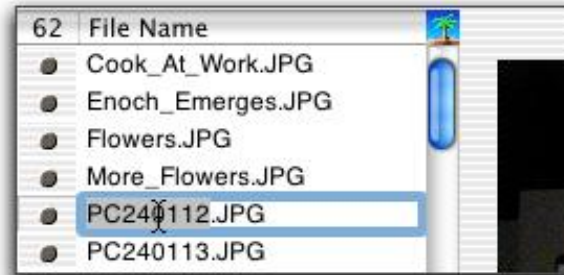 62 File Name
Cook_At_Work.JPG
Enoch_Emerges.JPG
Flowers.JPG
More_Flowers.JPG
PC240112.JPG
PC240113.JPG